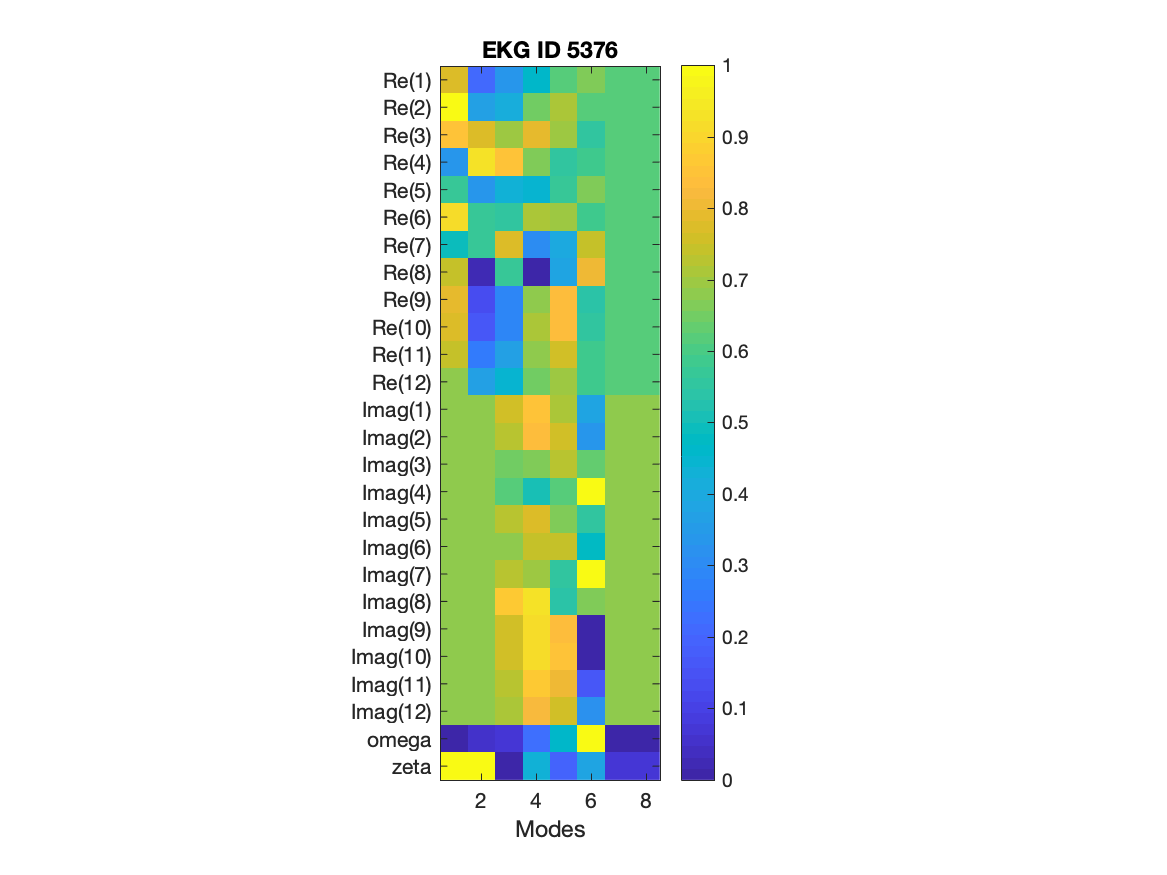 EKG ID 5376
Re(1)
Re(2)
Re(3)
Re(4)
Re(5)
Re(6)
Re(7)
Re(8)
Re(9)
Re(10)
Re(11)
Re(12)
Imag(1)
Imag(2)
Imag(3)
Imag(4)
Imag(5)
Imag(6)
Imag(7)
Imag(8)
Imag(9)
Imag(10)
Imag(11)
Imag(12)
omega
zeta
2 4 6 8
Modes
1
0.9
0.8
0.7
0.6
0.5
0.4
0.3
0.2
0.1
0